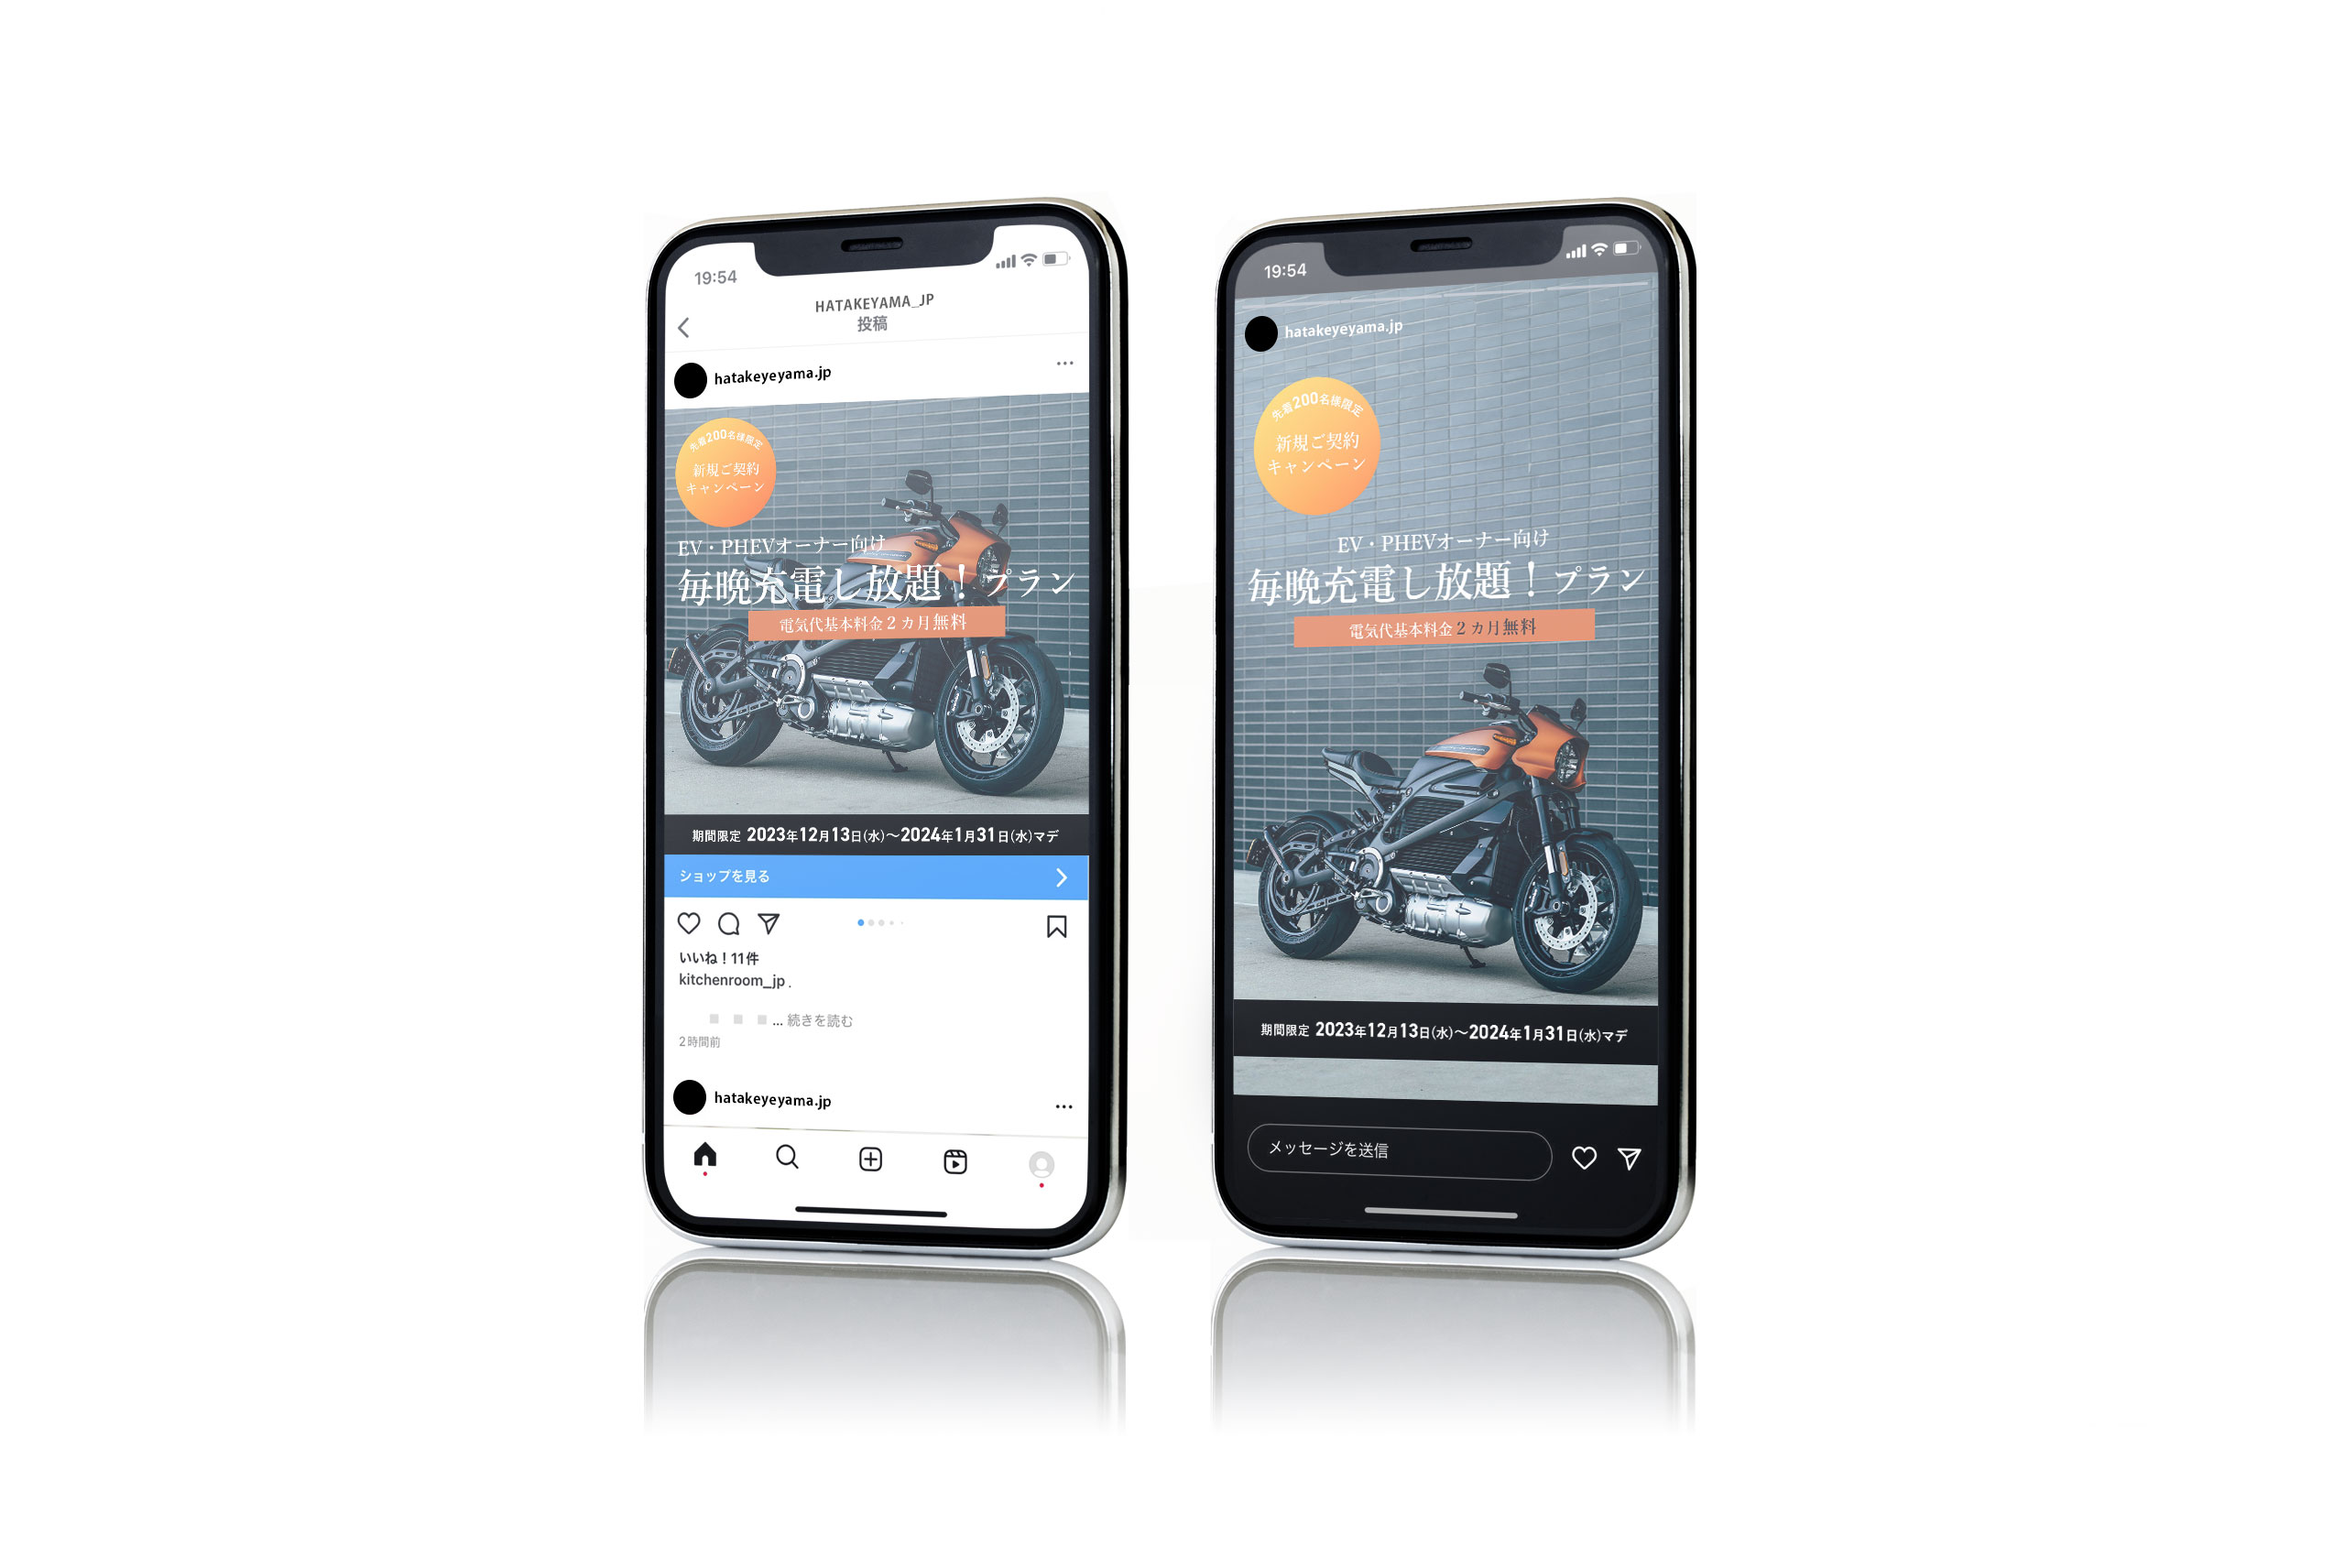 19:54
HATAKEYAMA_JP
投稿
hatakeyeyama.jp
先着200名様限定
新規ご契約
キャンペーン
EV・PHEVオーナー向け
毎晩充電し放題！プラン
電気代基本料金２カ月無料
期間限定 2023年12月13日(水)〜2024年1月31日(水)マデ
ショップを見る
いいね！11件
kitchenroom_jp .
... 続きを読む
2時間前
hatakeyeyama.jp
19:54
hatakeyeyama.jp
先着200名様限定
新規ご契約
キャンペーン
EV・PHEVオーナー向け
毎晩充電し放題！プラン
電気代基本料金２カ月無料
期間限定 2023年12月13日(水)〜2024年1月31日(水)マデ
メッセージを送信